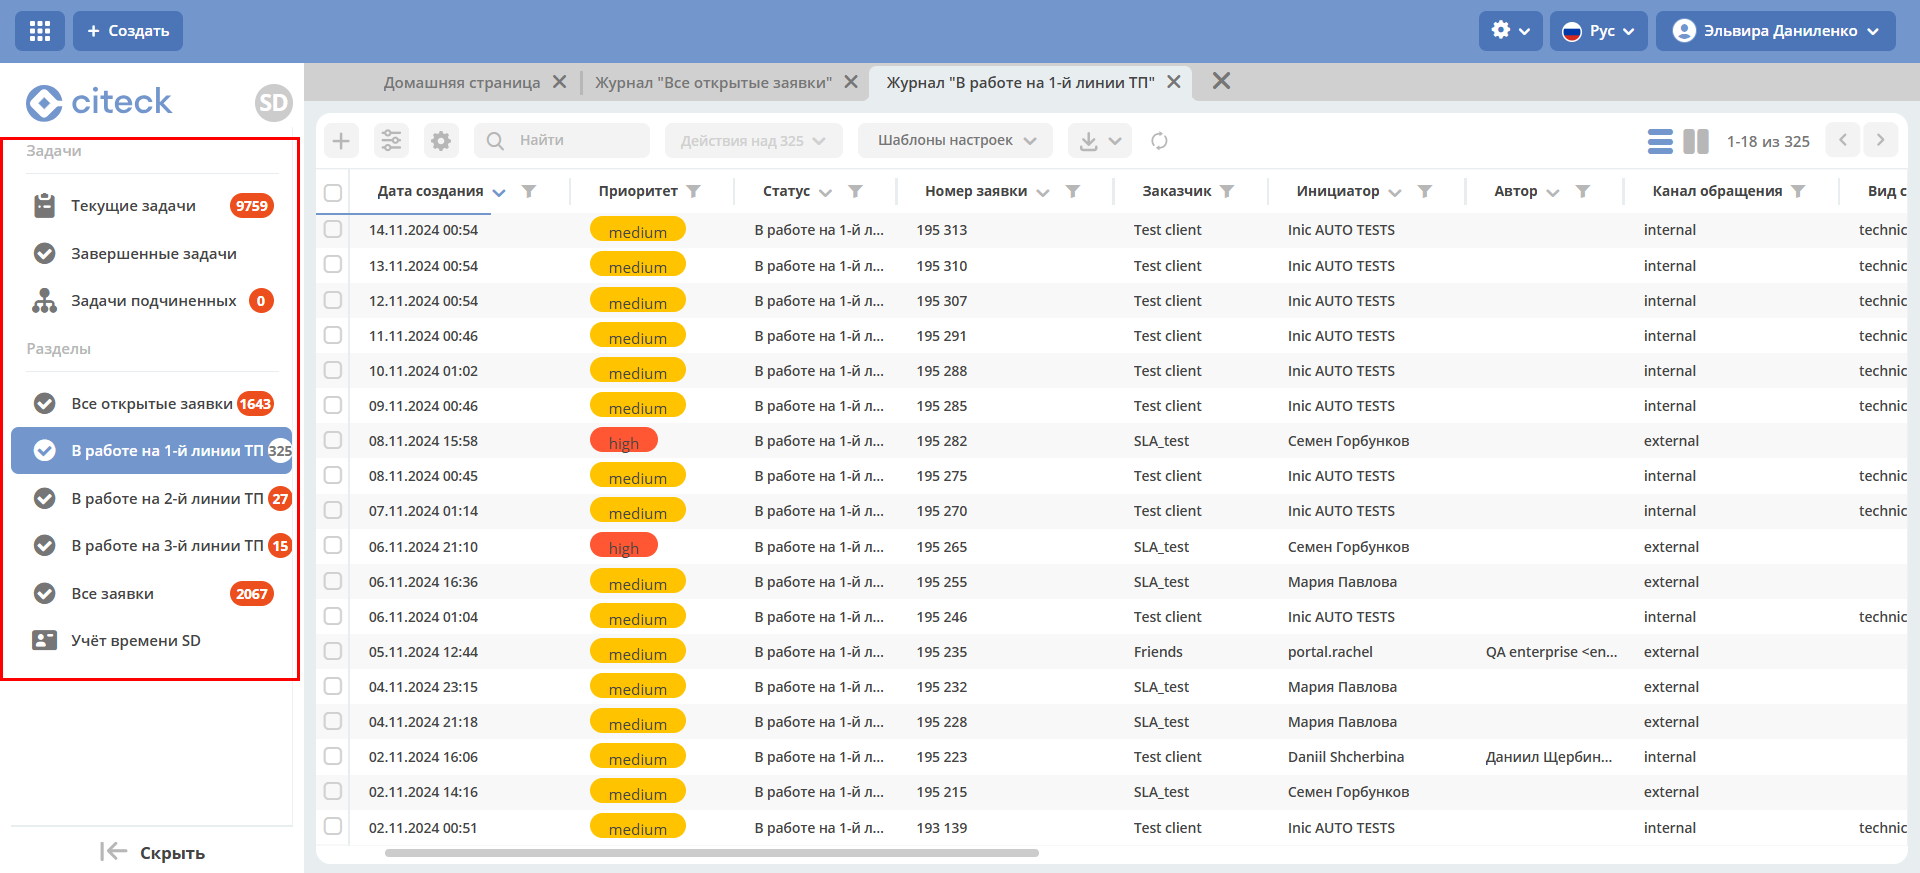 + Создать
Рус
Эльвира Даниленко
citeck
SD
Домашняя страница
Журнал "Все открытые заявки"
Журнал "В работе на 1-й линии ТП"
Задачи
Текущие задачи 9759
Завершенные задачи
Задачи подчиненных 0
Разделы
Все открытые заявки 1643
В работе на 1-й линии ТП 325
В работе на 2-й линии ТП 27
В работе на 3-й линии ТП 15
Все заявки 2067
Учёт времени SD
Скрыть
Найти
Действия над 325
Шаблоны настроек
1-18 из 325
Дата создания Приоритет Статус Номер заявки Заказчик Инициатор Автор Канал обращения Вид с
14.11.2024 00:54 medium В работе на 1-й л... 195 313 Test client Inic AUTO TESTS internal technic
13.11.2024 00:54 medium В работе на 1-й л... 195 310 Test client Inic AUTO TESTS internal technic
12.11.2024 00:54 medium В работе на 1-й л... 195 307 Test client Inic AUTO TESTS internal technic
11.11.2024 00:46 medium В работе на 1-й л... 195 291 Test client Inic AUTO TESTS internal technic
10.11.2024 01:02 medium В работе на 1-й л... 195 288 Test client Inic AUTO TESTS internal technic
09.11.2024 00:46 medium В работе на 1-й л... 195 285 Test client Inic AUTO TESTS internal technic
08.11.2024 15:58 high В работе на 1-й л... 195 282 SLA_test Семен Горбунков external
08.11.2024 00:45 medium В работе на 1-й л... 195 275 Test client Inic AUTO TESTS internal technic
07.11.2024 01:14 medium В работе на 1-й л... 195 270 Test client Inic AUTO TESTS internal technic
06.11.2024 21:10 high В работе на 1-й л... 195 265 SLA_test Семен Горбунков external
06.11.2024 16:36 medium В работе на 1-й л... 195 255 SLA_test Мария Павлова external
06.11.2024 01:04 medium В работе на 1-й л... 195 246 Test client Inic AUTO TESTS internal technic
05.11.2024 12:44 medium В работе на 1-й л... 195 235 Friends portal.rachel QA enterprise <en... external
04.11.2024 23:15 medium В работе на 1-й л... 195 232 SLA_test Мария Павлова external
04.11.2024 21:18 medium В работе на 1-й л... 195 228 SLA_test Мария Павлова external
02.11.2024 16:06 medium В работе на 1-й л... 195 223 Test client Daniil Shcherbina Даниил Щербин... internal
02.11.2024 14:16 medium В работе на 1-й л... 195 215 SLA_test Семен Горбунков external
02.11.2024 00:51 medium В работе на 1-й л... 193 139 Test client Inic AUTO TESTS internal technic